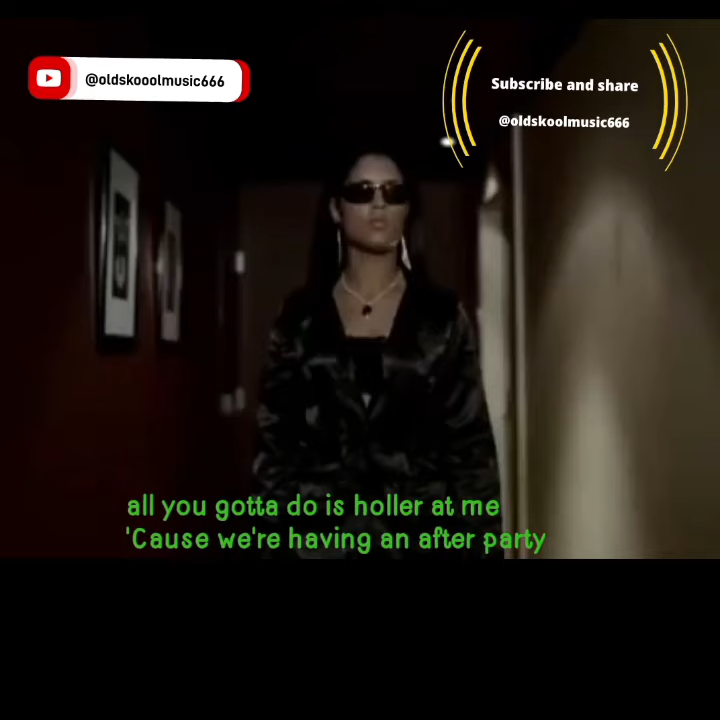 @oldskooolmusic666
Subscribe and share
@oldskoolmusic666
all you gotta do is holler at me
'Cause we're having an after party